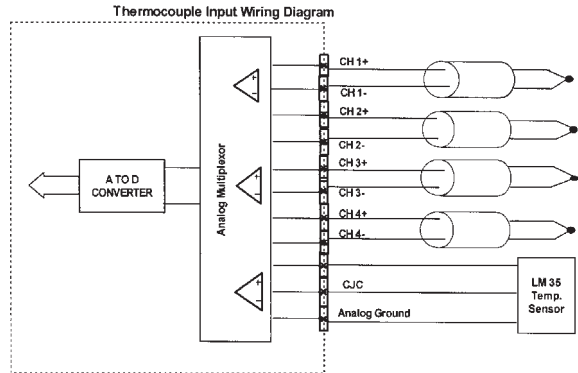 Thermocouple Input Wiring Diagram
CH 1+
CH 1-
CH 2+
CH 2-
CH 3+
CH 3-
CH 4+
CH 4-
CJC
Analog Ground
A TO D
CONVERTER
Analog Multiplexor
+
-
+
-
+
-
LM 35
Temp.
Sensor